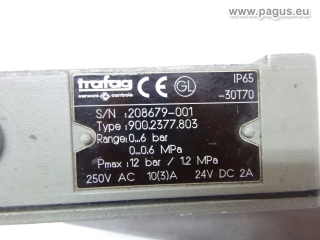 © www.pagus.eu
trafag CE GL IP65
sensors controls -30T70
S/N :208679-001
Type :900.2377.803
Range:0...6 bar
0...0.6 MPa
Pmax :12 bar / 1.2 MPa
250V AC 10(3)A 24V DC 2A